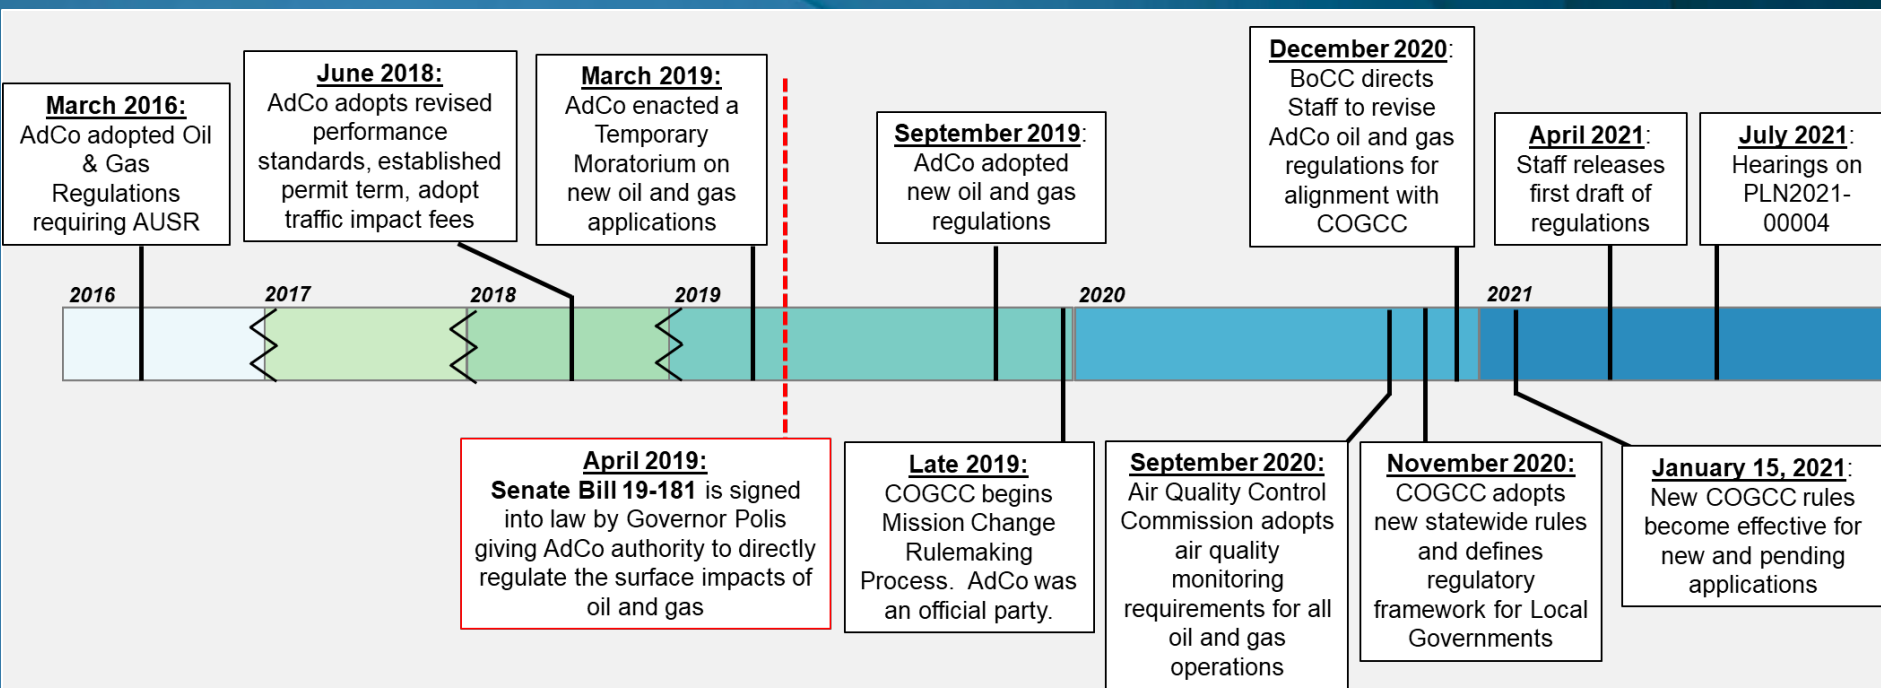 March 2016:
AdCo adopted Oil
& Gas
Regulations
requiring AUSR
June 2018:
AdCo adopts revised
performance
standards, established
permit term, adopt
traffic impact fees
March 2019:
AdCo enacted a
Temporary
Moratorium on
new oil and gas
applications
September 2019:
AdCo adopted
new oil and gas
regulations
December 2020:
BoCC directs
Staff to revise
AdCo oil and gas
regulations for
alignment with
COGCC
April 2021:
Staff releases
first draft of
regulations
July 2021:
Hearings on
PLN2021-
00004
2016
2017
2018
2019
2020
2021
April 2019:
Senate Bill 19-181 is signed
into law by Governor Polis
giving AdCo authority to directly
regulate the surface impacts of
oil and gas
Late 2019:
COGCC begins
Mission Change
Rulemaking
Process. AdCo was
an official party.
September 2020:
Air Quality Control
Commission adopts
air quality
monitoring
requirements for all
oil and gas
operations
November 2020:
COGCC adopts
new statewide rules
and defines
regulatory
framework for Local
Governments
January 15, 2021:
New COGCC rules
become effective for
new and pending
applications